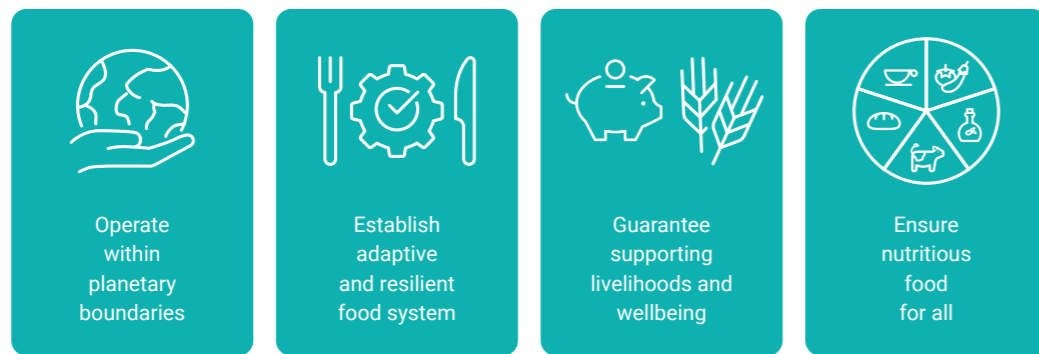 Operate
within
planetary
boundaries
Establish
adaptive
and resilient
food system
Guarantee
supporting
livelihoods and
wellbeing
Ensure
nutritious
food
for all